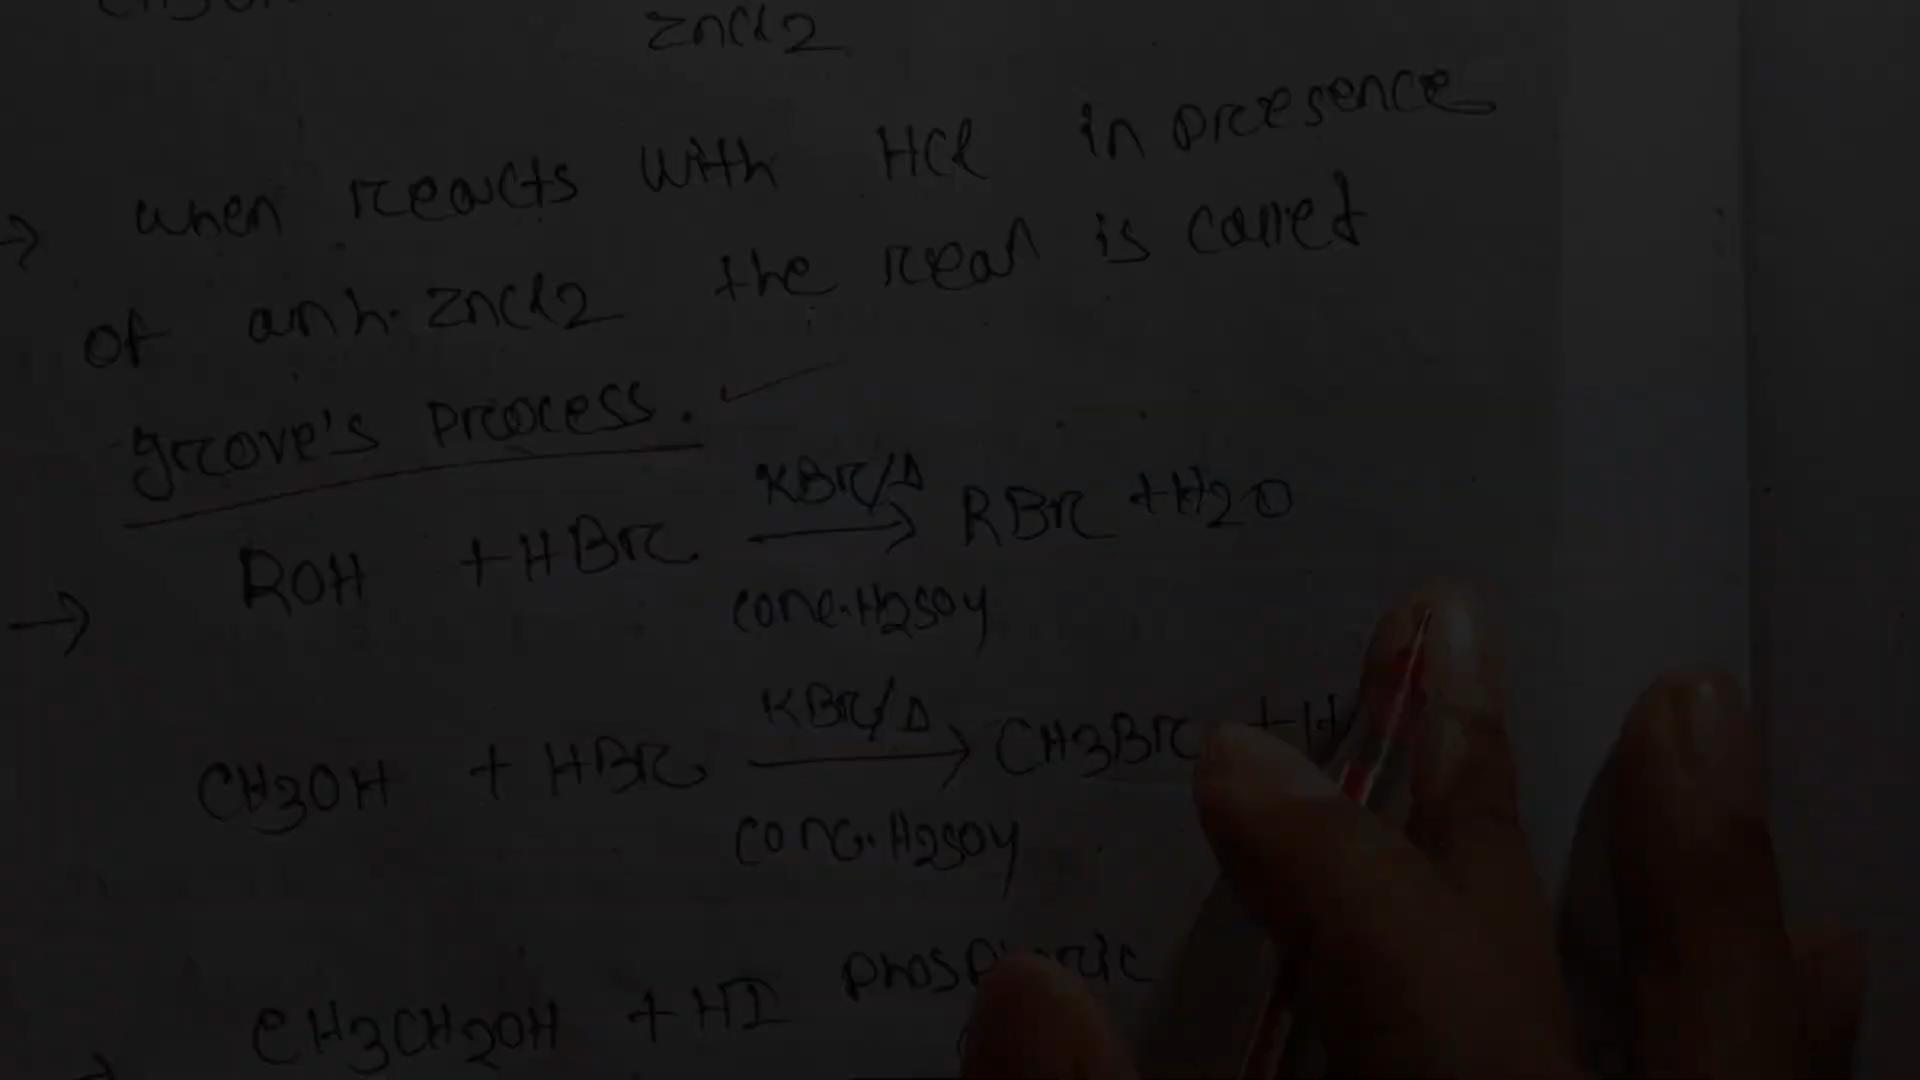 ZnCl2
→ when reacts with HCl in presence
of anh. ZnCl2 the rean is called
grove's process.
KBr/Δ
→ ROH + HBr → RBr + H2O
conc. H2SO4
KBr/Δ
CH3OH + HBr → CH3Br + H
conc. H2SO4
CH3CH2OH + HI